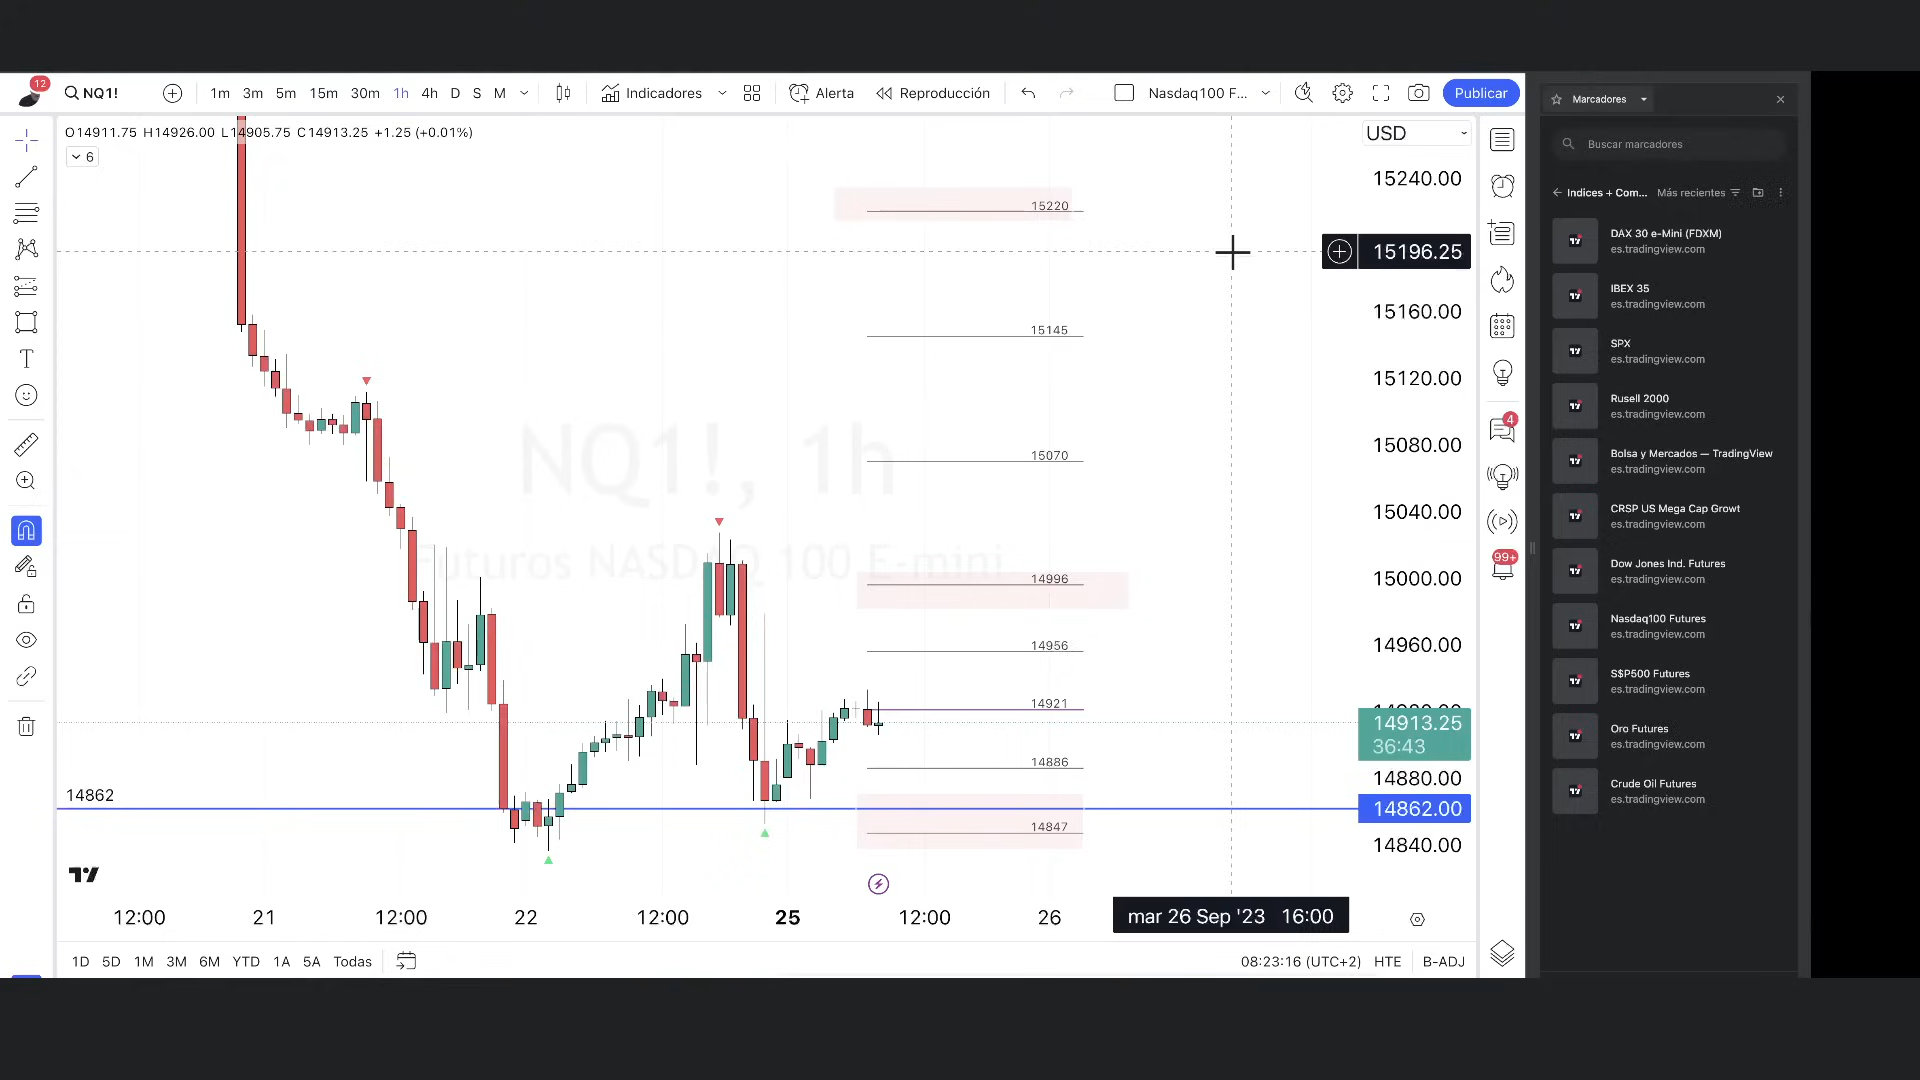 12
NQ1!
1m 3m 5m 15m 30m 1h 4h D S M
Indicadores
Alerta
Reproducción
Nasdaq100 F...
Publicar
O14911.75 H14926.00 L14905.75 C14913.25 +1.25 (+0.01%)
6
USD
15240.00
15220
15196.25
15160.00
15145
15120.00
15080.00
15070
15040.00
NQ1!, 1h
Futuros NASDAQ 100 E-mini
15000.00
14996
14960.00
14956
14921
14913.25
36:43
14880.00
14886
14862
14862.00
14847
14840.00
12:00 21 12:00 22 12:00 25 12:00 26
mar 26 Sep '23 16:00
1D 5D 1M 3M 6M YTD 1A 5A Todas
08:23:16 (UTC+2) HTE B-ADJ
4
99+
Marcadores
Buscar marcadores
Indices + Com... Más recientes
DAX 30 e-Mini (FDXM)
es.tradingview.com
IBEX 35
es.tradingview.com
SPX
es.tradingview.com
Rusell 2000
es.tradingview.com
Bolsa y Mercados — TradingView
es.tradingview.com
CRSP US Mega Cap Growt
es.tradingview.com
Dow Jones Ind. Futures
es.tradingview.com
Nasdaq100 Futures
es.tradingview.com
S$P500 Futures
es.tradingview.com
Oro Futures
es.tradingview.com
Crude Oil Futures
es.tradingview.com